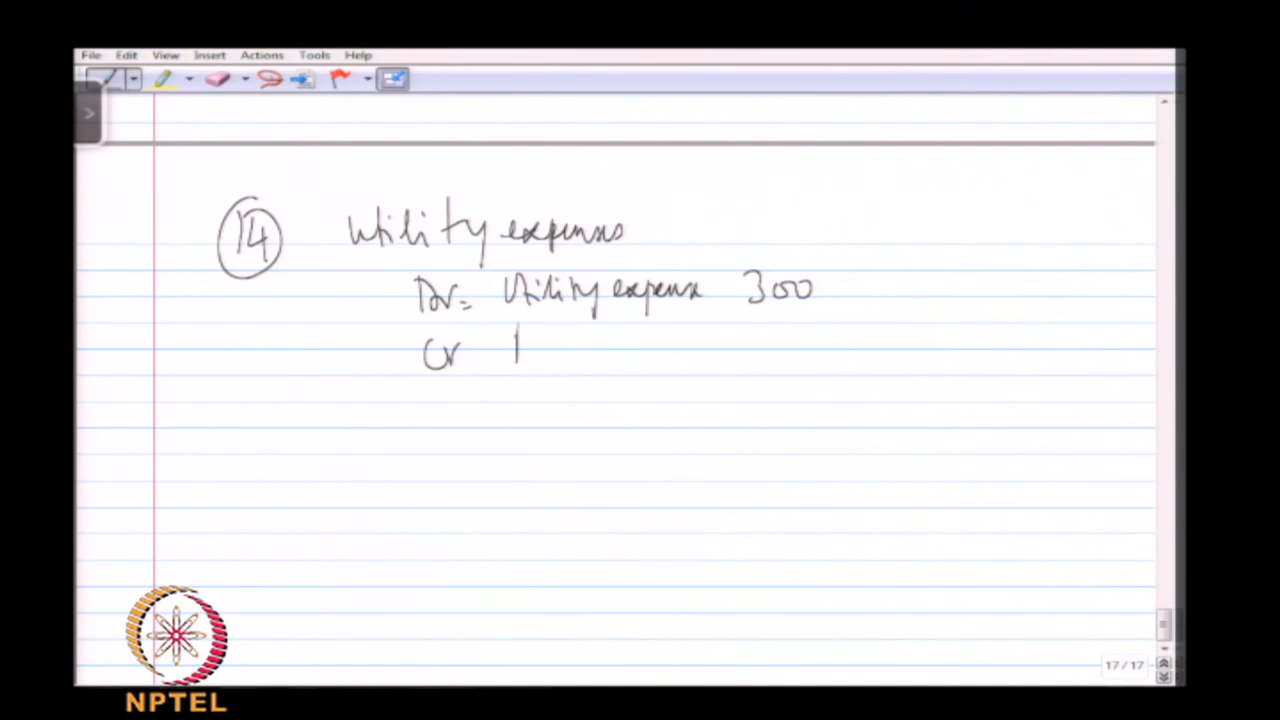 File Edit View Insert Actions Tools Help
14 Utility expenses
Dr= Utility expense 300
Cr
17/17
NPTEL